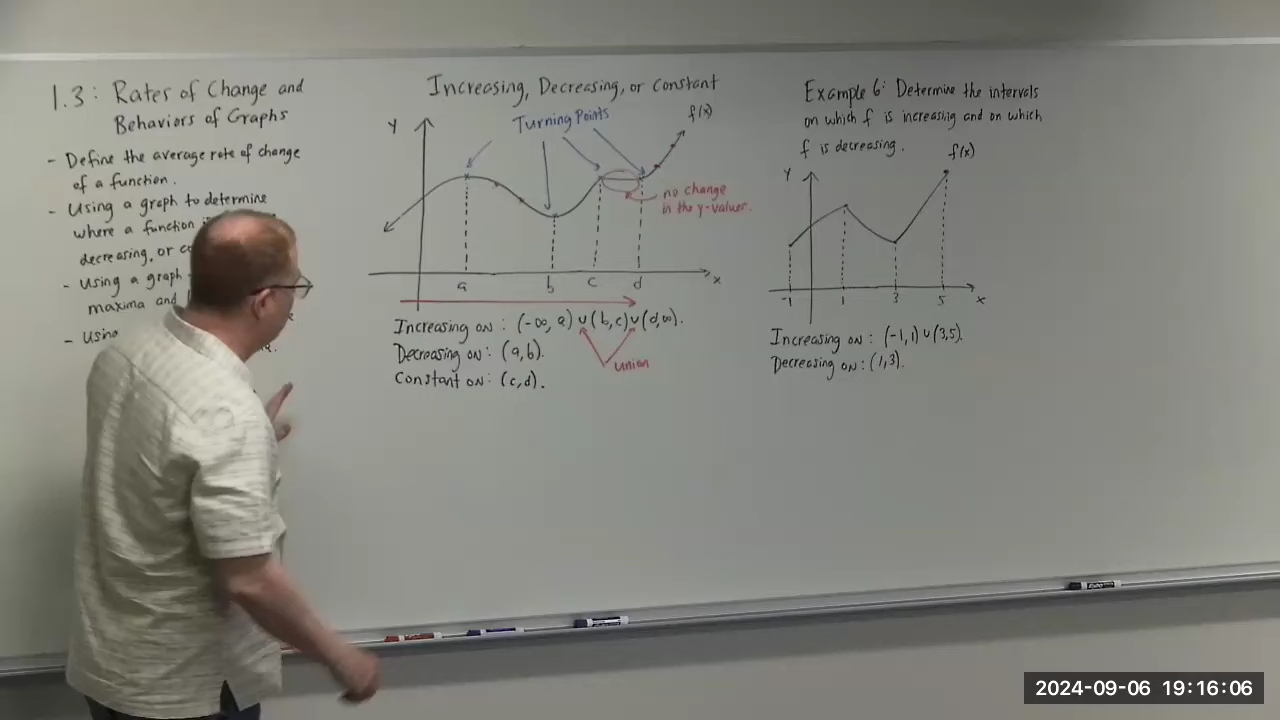 1.3: Rates of Change and
Behaviors of Graphs
- Define the average rate of change
of a function.
- Using a graph to determine
where a function
decreasing, or
- Using a graph
maxima and
- Using
Increasing, Decreasing, or Constant
Turning Points
f(x)
Y
no change
in the y-values.
a b c d x
Increasing on: (-∞, a) ∪ (b, c) ∪ (d, ∞).
Decreasing on: (a, b).
Constant on: (c, d).
union
Example 6: Determine the intervals
on which f is increasing and on which
f is decreasing.
f(x)
Y
-1 1 3 5 x
Increasing on: (-1, 1) ∪ (3, 5).
Decreasing on: (1, 3).
2024-09-06 19:16:06